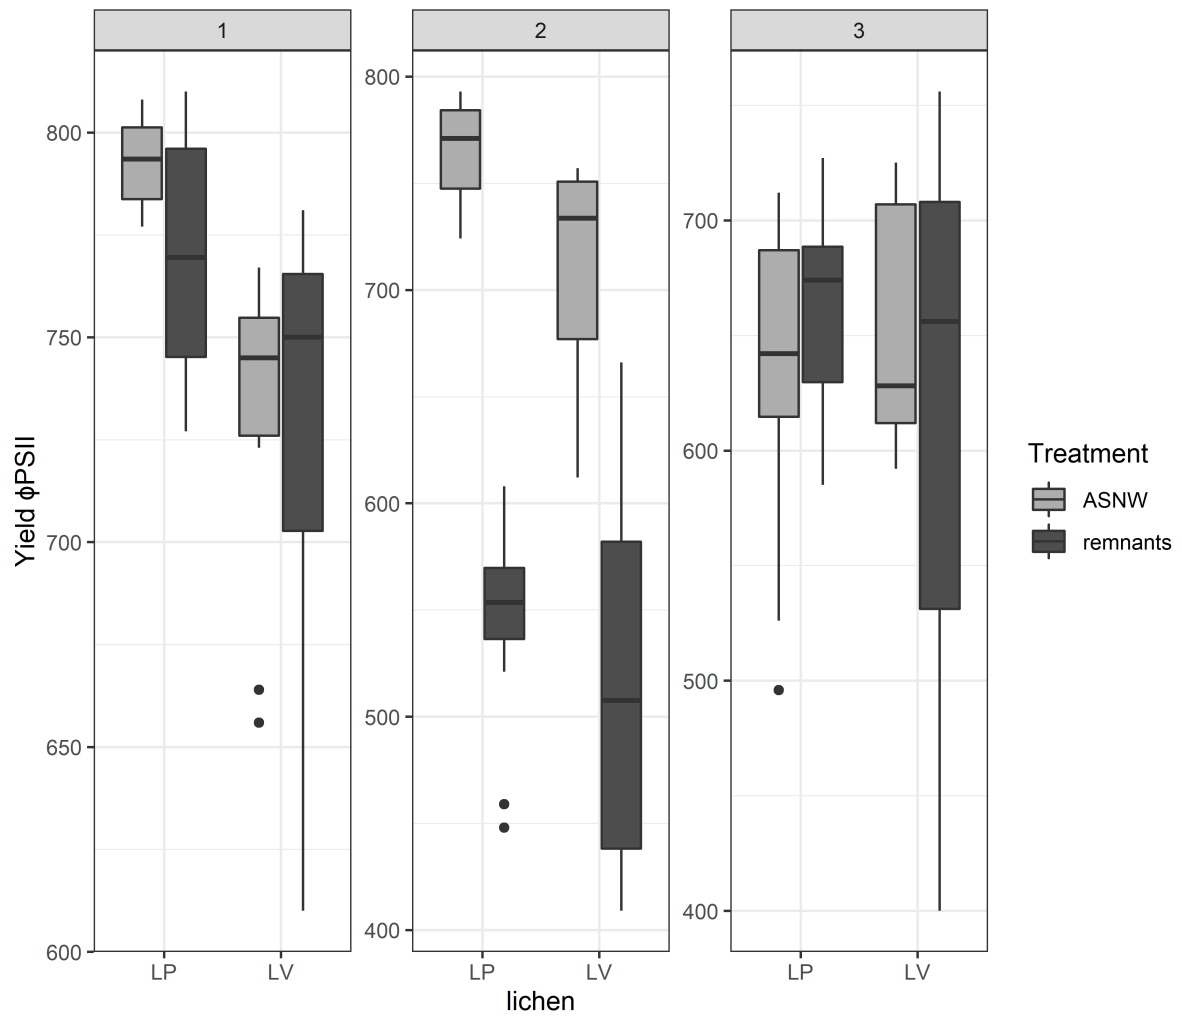 1
2
3
Yield ϕPSII
800
750
700
650
600
800
700
600
500
400
700
600
500
400
LP
LV
LP
LV
LP
LV
lichen
Treatment
ASNW
remnants